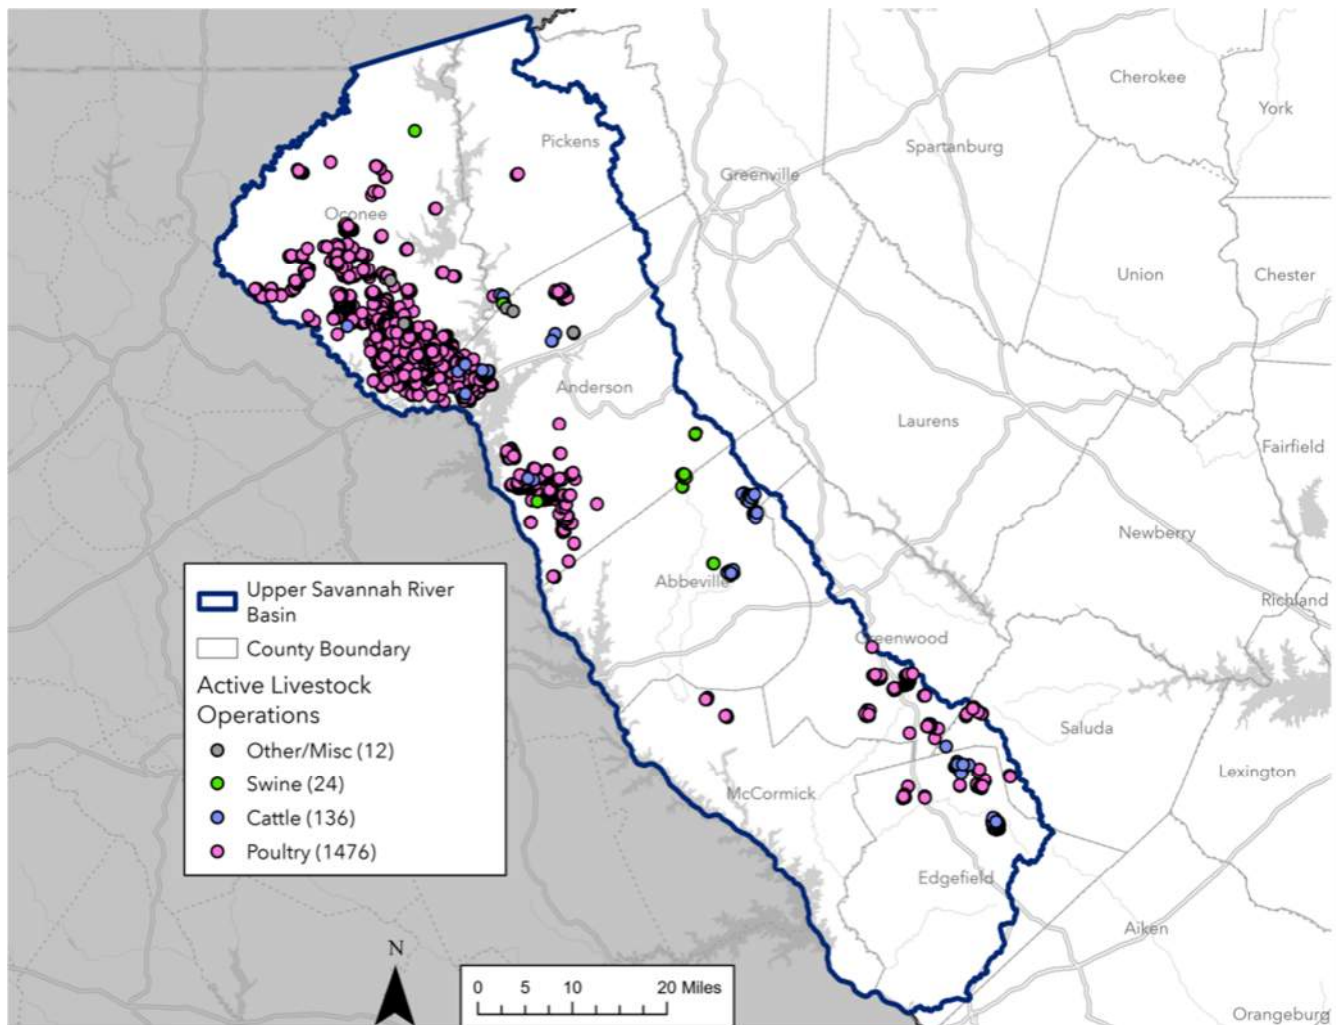 Cherokee
York
Pickens
Spartanburg
Greenville
Oconee
Union
Chester
Anderson
Laurens
Fairfield
Newberry
Abbeville
Richland
Greenwood
Saluda
Lexington
McCormick
Edgefield
Aiken
Orangeburg
Upper Savannah River
Basin
County Boundary
Active Livestock
Operations
Other/Misc (12)
Swine (24)
Cattle (136)
Poultry (1476)
N
0 5 10 20 Miles